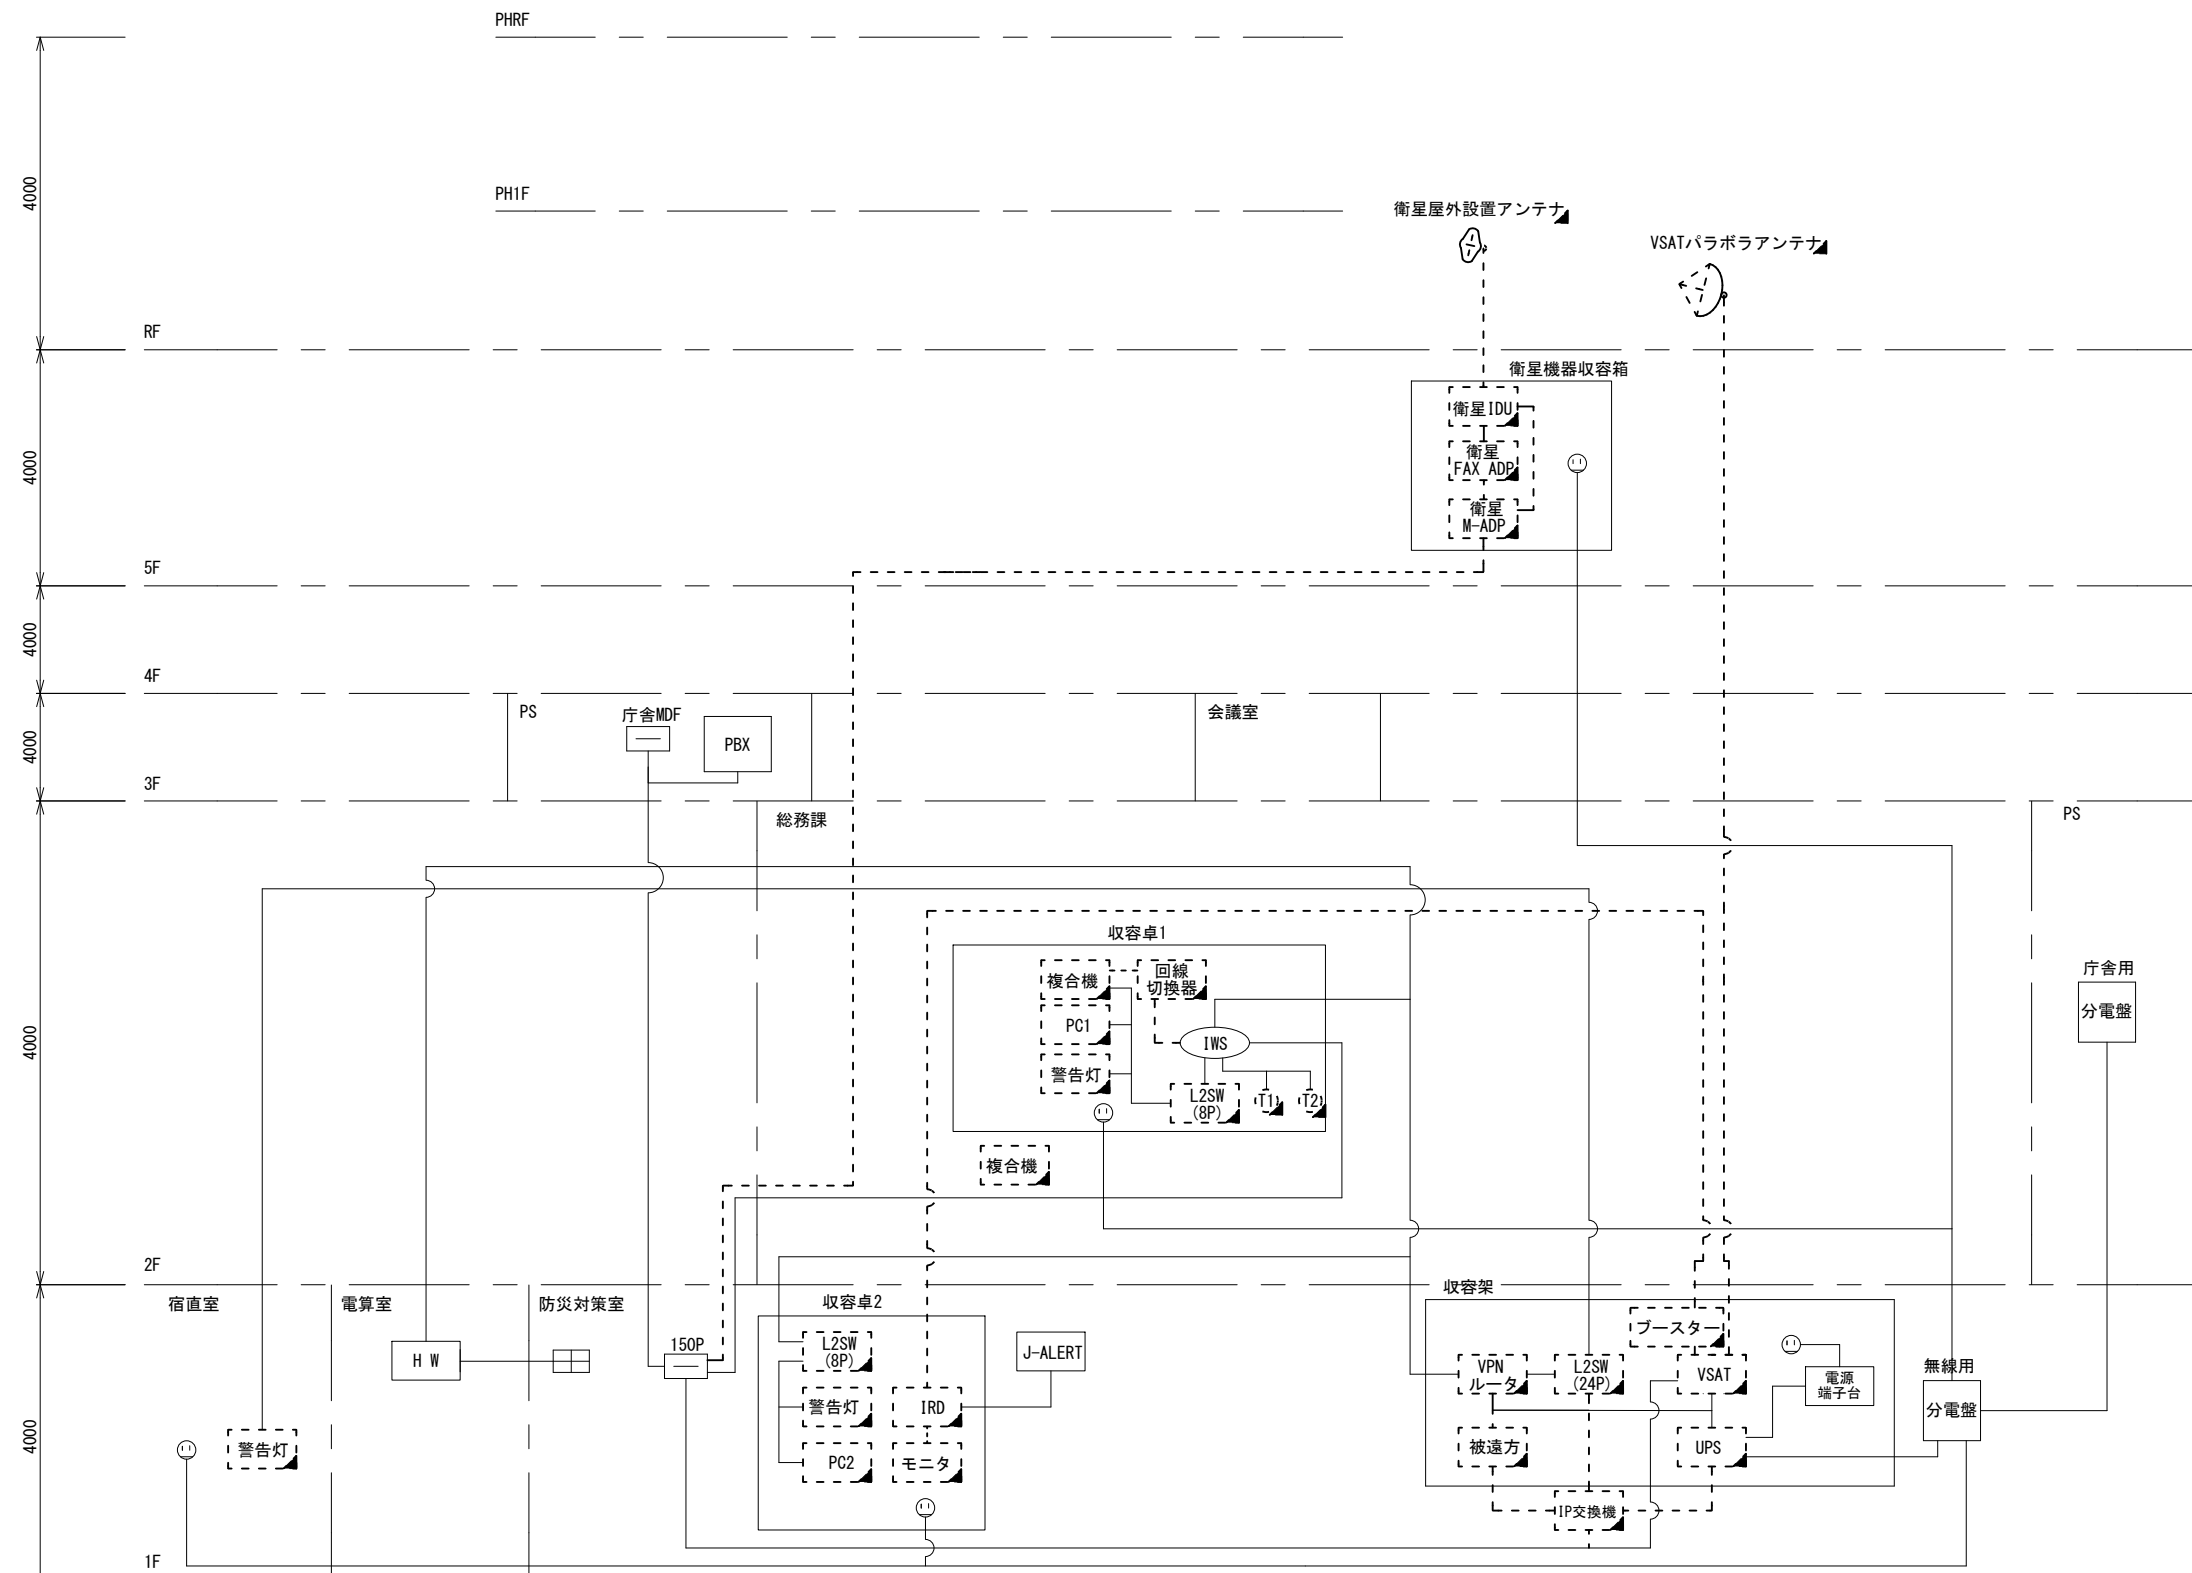 PHRF
4000
PH1F
衛星屋外設置アンテナ
VSATパラボラアンテナ
RF
衛星機器収容箱
衛星IDU
衛星
FAX ADP
衛星
M-ADP
4000
5F
4000
4F
PS
庁舎MDF
PBX
会議室
4000
3F
総務課
PS
収容卓1
複合機
回線
切換器
PC1
IWS
警告灯
L2SW
(8P)
T1
T2
複合機
庁舎用
分電盤
4000
2F
宿直室
電算室
防災対策室
収容卓2
収容架
H W
150P
L2SW
(8P)
警告灯
PC2
IRD
モニタ
J-ALERT
ブースター
VPN
ルータ
L2SW
(24P)
VSAT
電源
端子台
被遠方
UPS
IP交換機
無線用
分電盤
警告灯
4000
1F